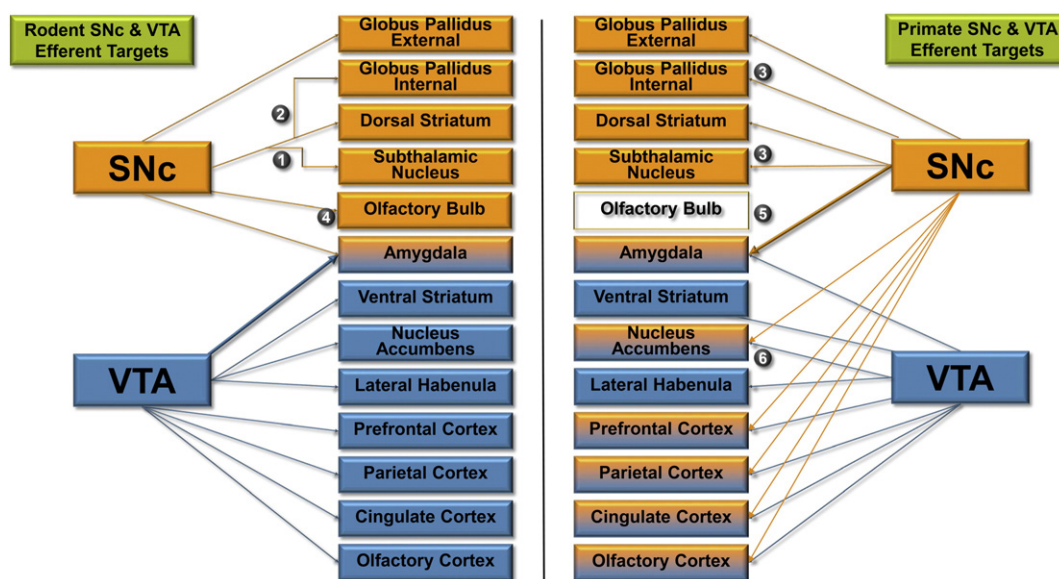 Rodent SNc & VTA
Efferent Targets
SNc
VTA
2
1
4
Globus Pallidus
External
Globus Pallidus
Internal
Dorsal Striatum
Subthalamic
Nucleus
Olfactory Bulb
Amygdala
Ventral Striatum
Nucleus
Accumbens
Lateral Habenula
Prefrontal Cortex
Parietal Cortex
Cingulate Cortex
Olfactory Cortex
Globus Pallidus
External
Globus Pallidus
Internal
Dorsal Striatum
Subthalamic
Nucleus
Olfactory Bulb
Amygdala
Ventral Striatum
Nucleus
Accumbens
Lateral Habenula
Prefrontal Cortex
Parietal Cortex
Cingulate Cortex
Olfactory Cortex
3
3
5
6
Primate SNc & VTA
Efferent Targets
SNc
VTA